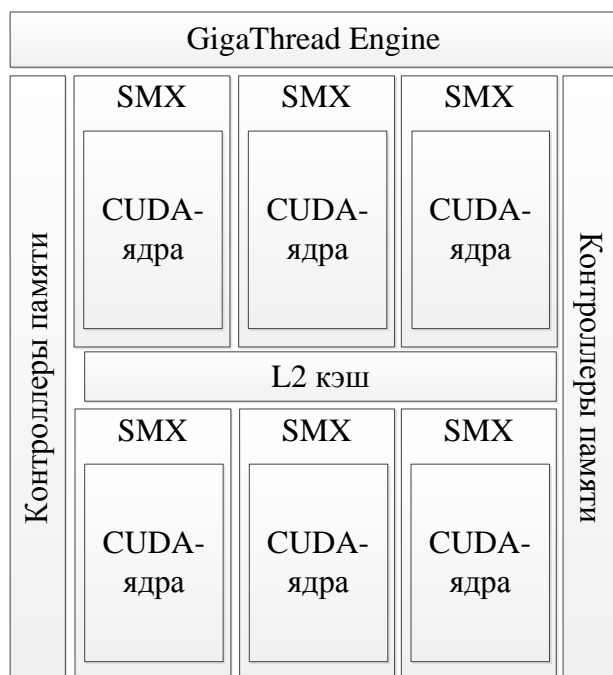 GigaThread Engine
Контроллеры памяти
SMX
SMX
SMX
CUDA-
ядра
CUDA-
ядра
CUDA-
ядра
L2 кэш
SMX
SMX
SMX
CUDA-
ядра
CUDA-
ядра
CUDA-
ядра
Контроллеры памяти